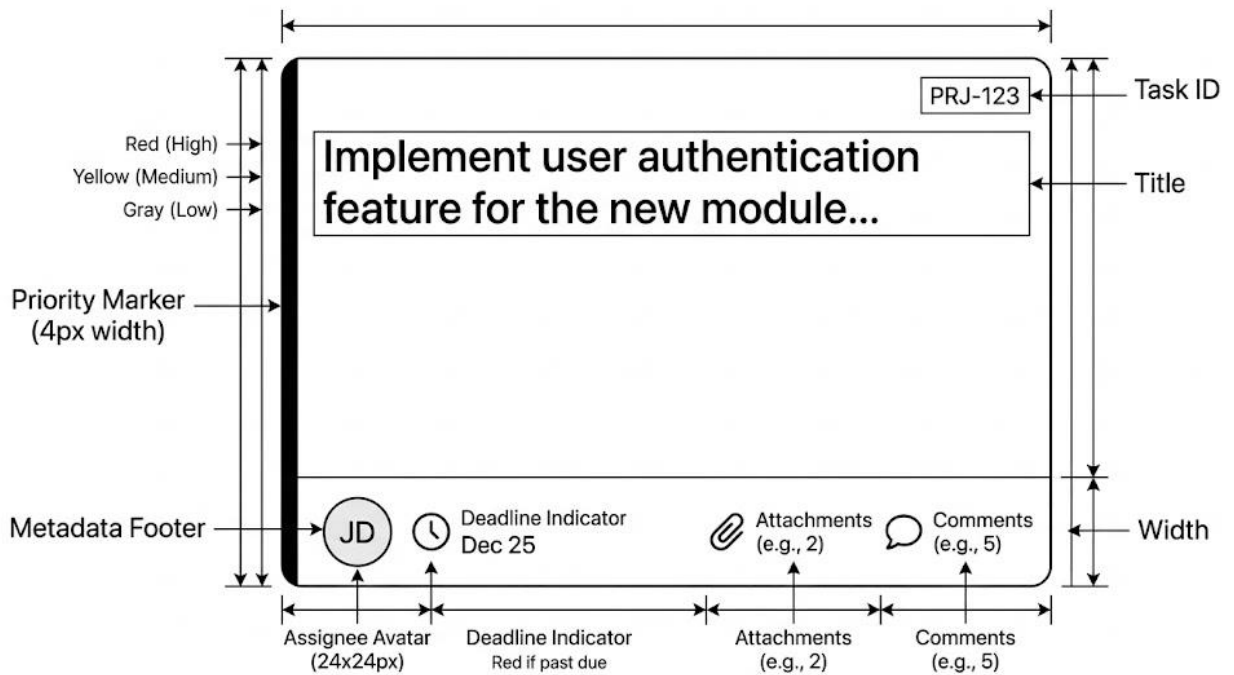 PRJ-123
Task ID
Implement user authentication
feature for the new module...
Title
Red (High)
Yellow (Medium)
Gray (Low)
Priority Marker
(4px width)
Metadata Footer
JD
Deadline Indicator
Dec 25
Attachments
(e.g., 2)
Comments
(e.g., 5)
Width
Assignee Avatar
(24x24px)
Deadline Indicator
Red if past due
Attachments
(e.g., 2)
Comments
(e.g., 5)